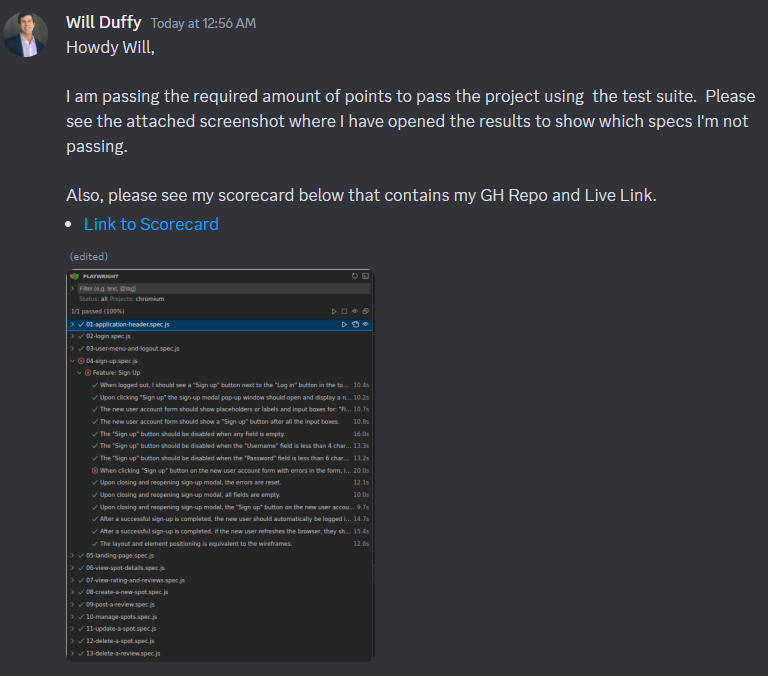 Will Duffy Today at 12:56 AM
Howdy Will,
I am passing the required amount of points to pass the project using the test suite. Please
see the attached screenshot where I have opened the results to show which specs I'm not
passing.
Also, please see my scorecard below that contains my GH Repo and Live Link.
• Link to Scorecard
(edited)
PLAYWRIGHT
Filter (e.g. text, @tag)
Status: all Projects: chromium
1/1 passed (100%)
01-application-header.spec.js
02-login.spec.js
03-user-menu-and-logout.spec.js
04-sign-up.spec.js
Feature: Sign Up
When logged out, I should see a "Sign up" button next to the "Log in" button in the to... 10.4s
Upon clicking "Sign up" the sign-up modal pop-up window should open and display a n... 10.2s
The new user account form should show placeholders or labels and input boxes for: "Fi... 10.7s
The new user account form should show a "Sign up" button after all the input boxes. 10.8s
The "Sign up" button should be disabled when any field is empty. 16.0s
The "Sign up" button should be disabled when the "Username" field is less than 4 char... 13.3s
The "Sign up" button should be disabled when the "Password" field is less than 6 char... 13.2s
When clicking "Sign up" button on the new user account form with errors in the form, i... 20.0s
Upon closing and reopening sign-up modal, the errors are reset. 12.1s
Upon closing and reopening sign-up modal, all fields are empty. 10.0s
Upon closing and reopening sign-up modal, the "Sign up" button on the new user accou... 9.7s
After a successful sign-up is completed, the new user should automatically be logged i... 14.7s
After a successful sign-up is completed, if the new user refreshes the browser, they sh... 15.4s
The layout and element positioning is equivalent to the wireframes. 12.6s
05-landing-page.spec.js
06-view-spot-details.spec.js
07-view-rating-and-reviews.spec.js
08-create-a-new-spot.spec.js
09-post-a-review.spec.js
10-manage-spots.spec.js
11-update-a-spot.spec.js
12-delete-a-spot.spec.js
13-delete-a-review.spec.js